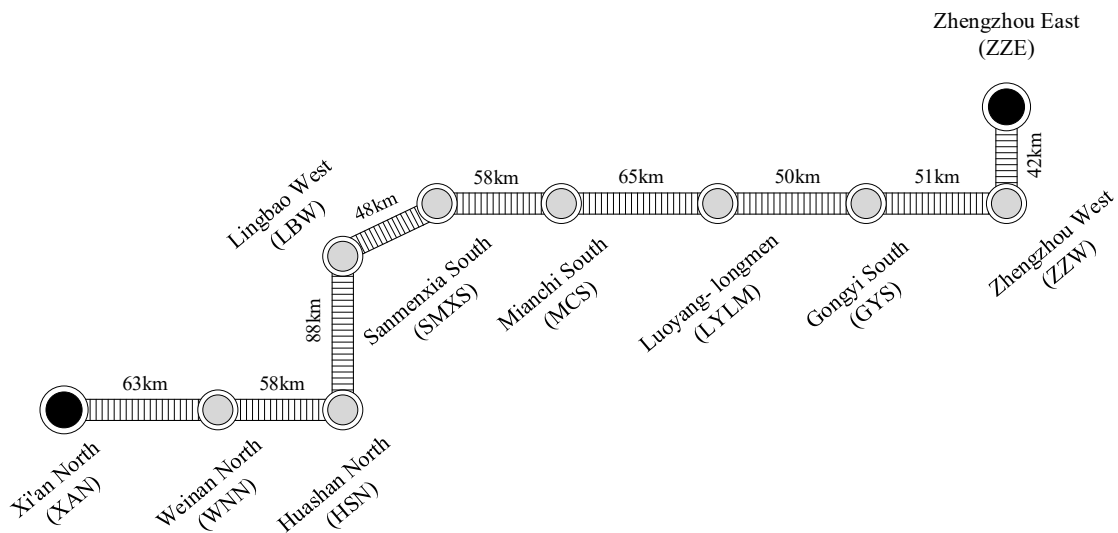 Zhengzhou East
(ZZE)
42km
Lingbao West
(LBW)
48km
58km
65km
50km
51km
Sanmenxia South
(SMXS)
Mianchi South
(MCS)
Luoyang- longmen
(LYLM)
Gongyi South
(GYS)
Zhengzhou West
(ZZW)
88km
63km
58km
Xi'an North
(XAN)
Weinan North
(WNN)
Huashan North
(HSN)